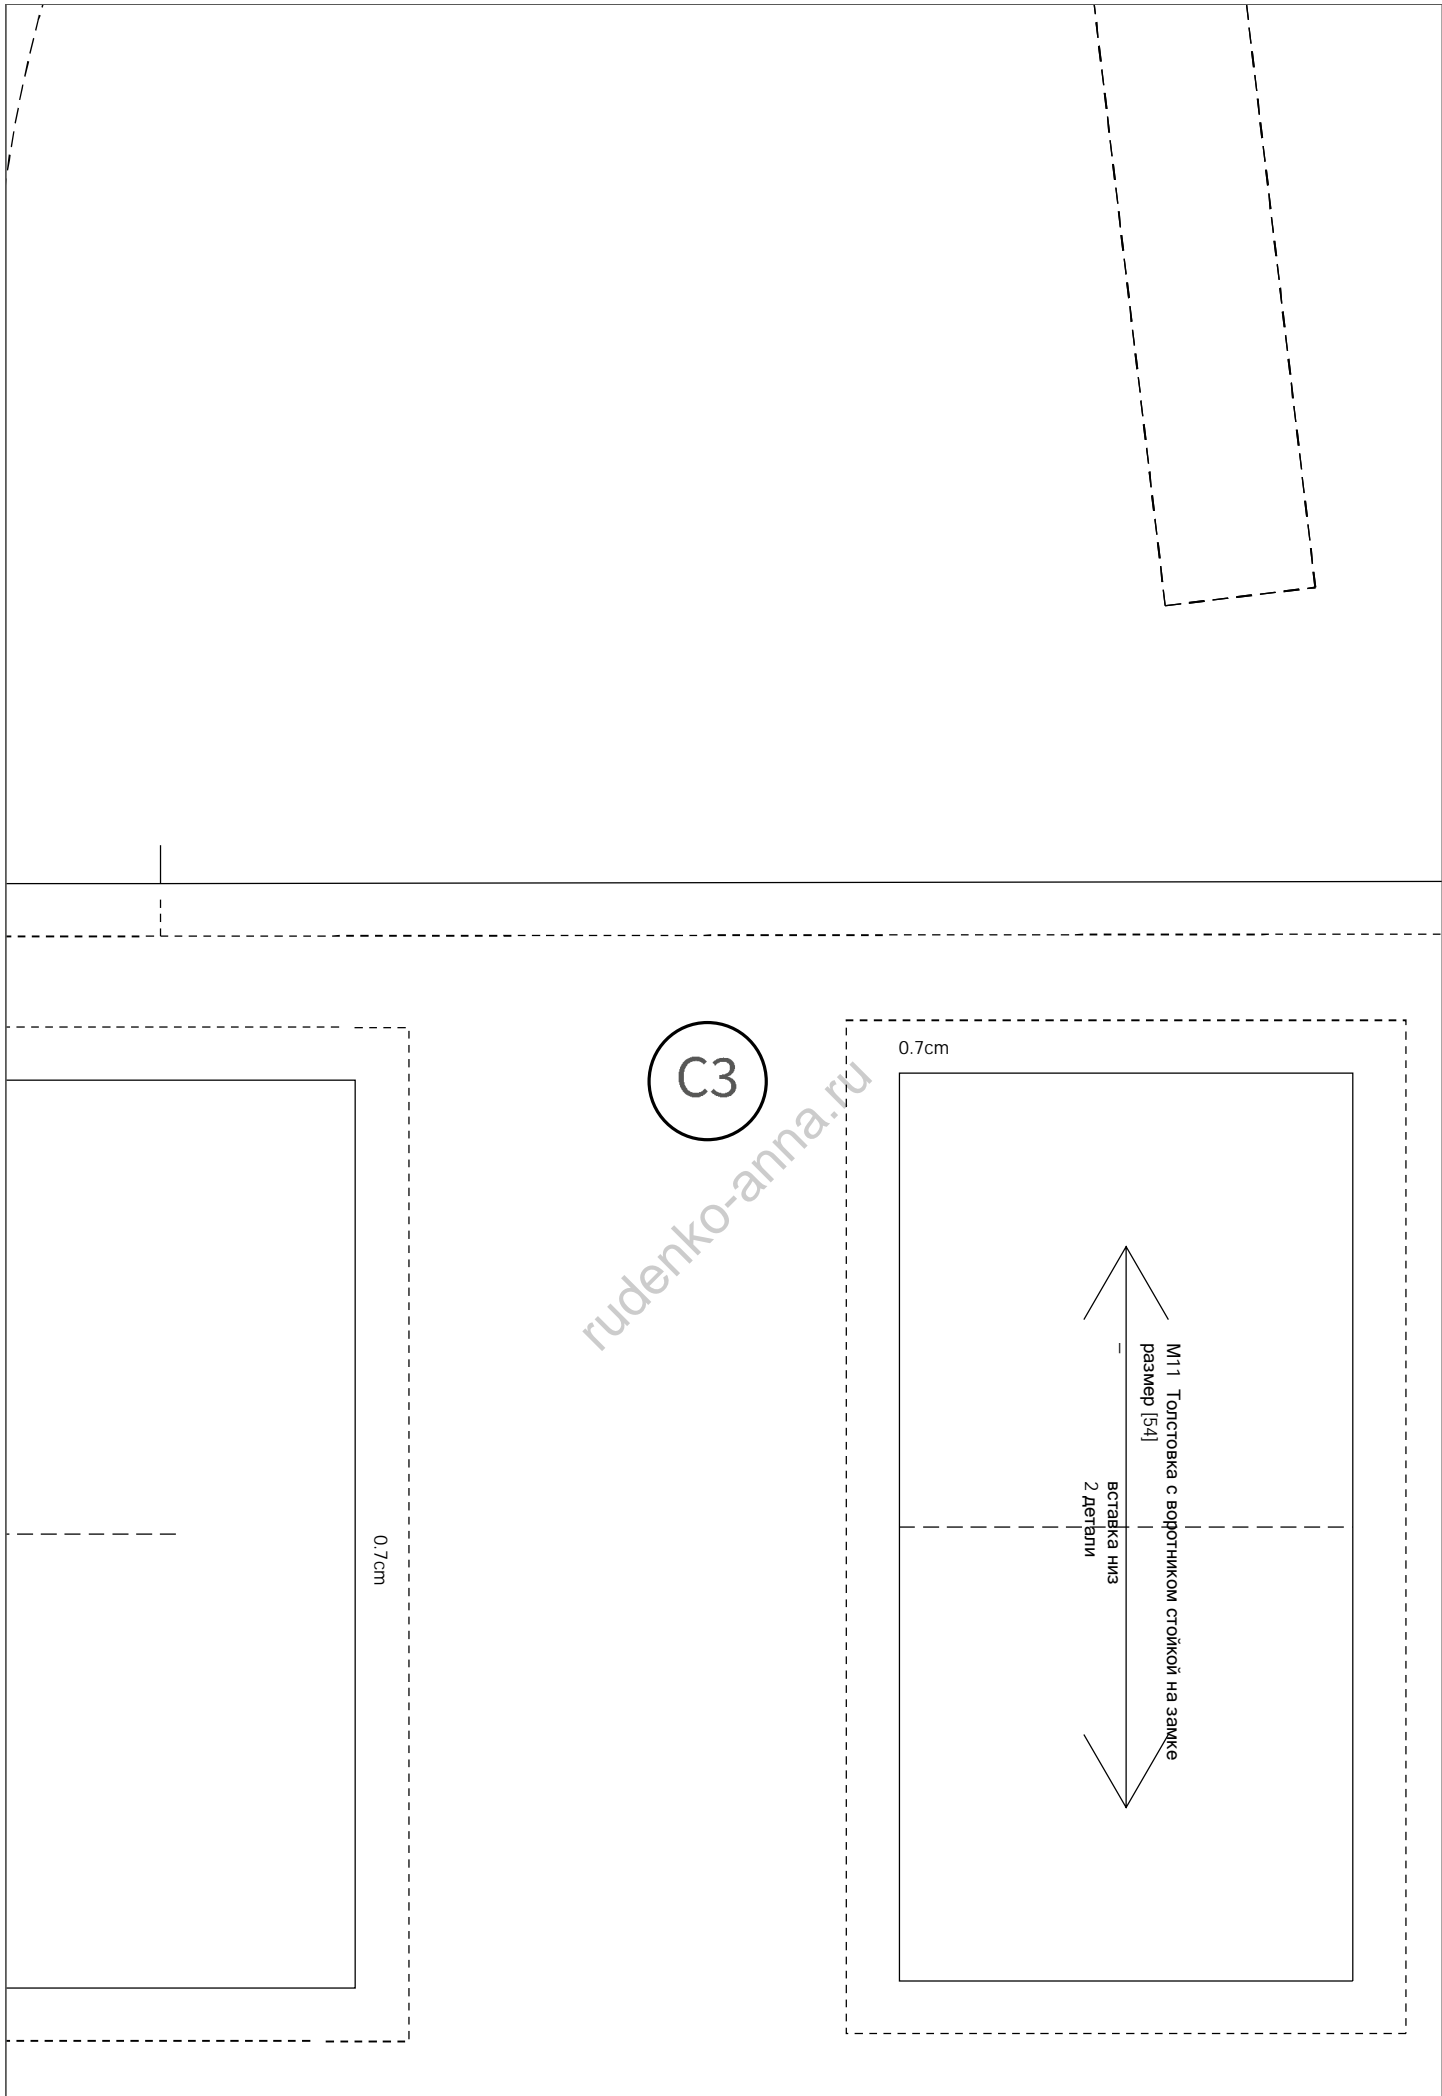 C3
0.7cm
rudenko-anna.ru
М11 Толстовка с воротником стойкой на замке
размер [54]
–
вставка низ
2 детали
0.7cm